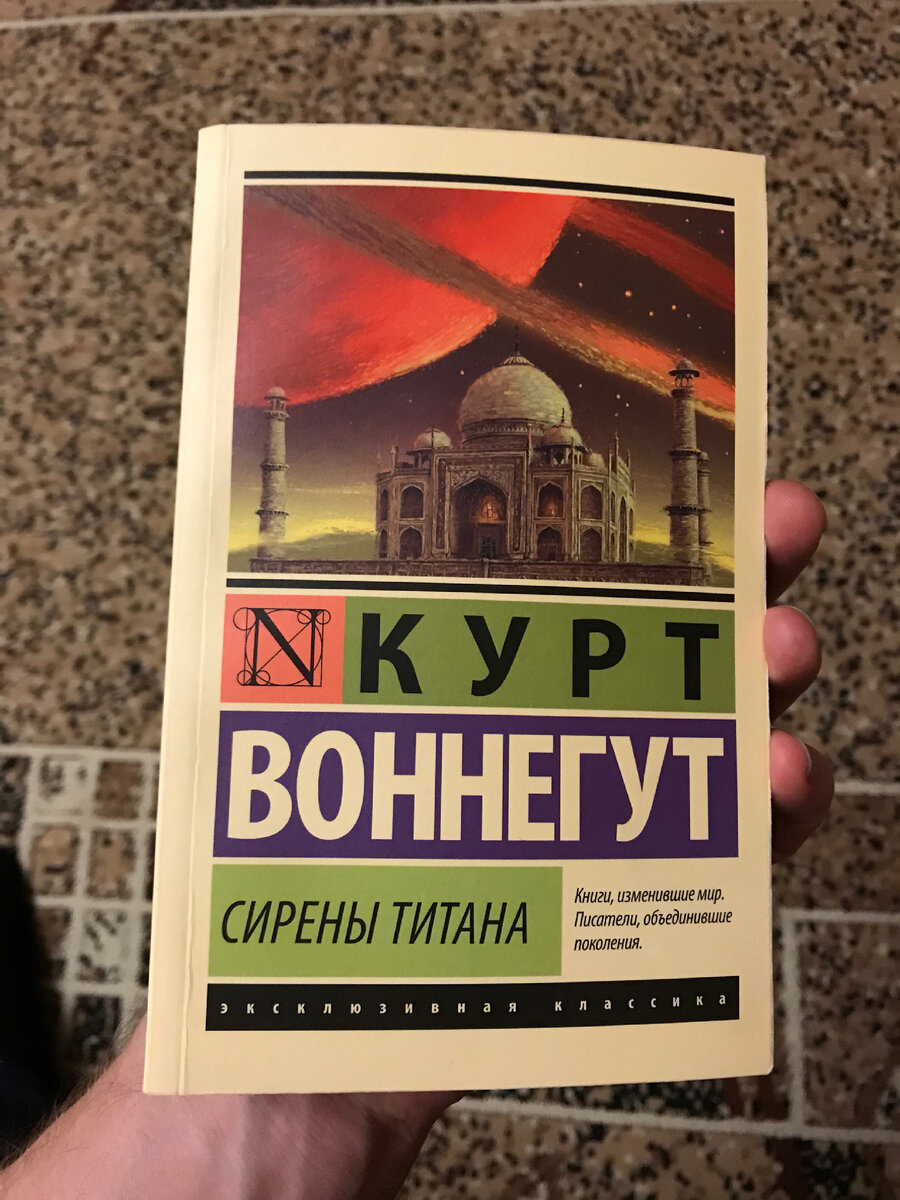 N КУРТ
ВОННЕГУТ
СИРЕНЫ ТИТАНА
Книги, изменившие мир.
Писатели, объединившие
поколения.
эксклюзивная классика